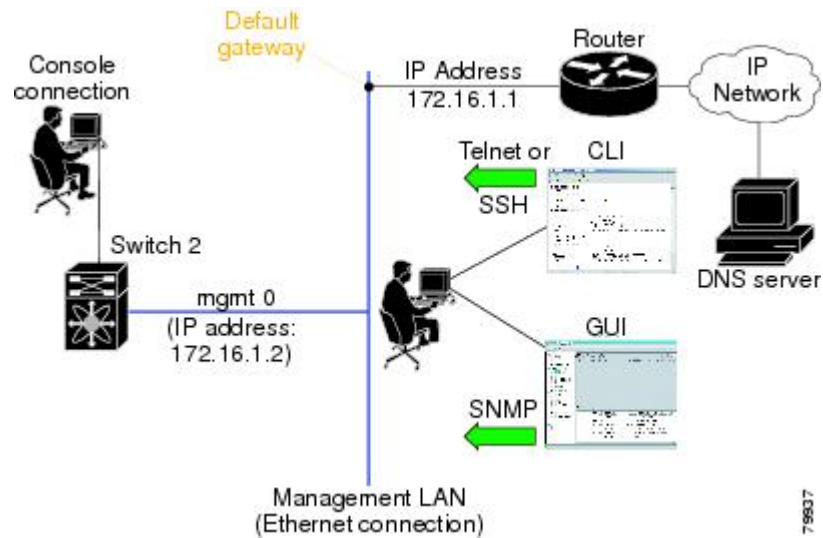 Default
gateway
Console
connection
IP Address
172.16.1.1
Router
IP
Network
Telnet or
SSH
CLI
Switch 2
DNS server
mgmt 0
(IP address:
172.16.1.2)
GUI
SNMP
Management LAN
(Ethernet connection)
79937